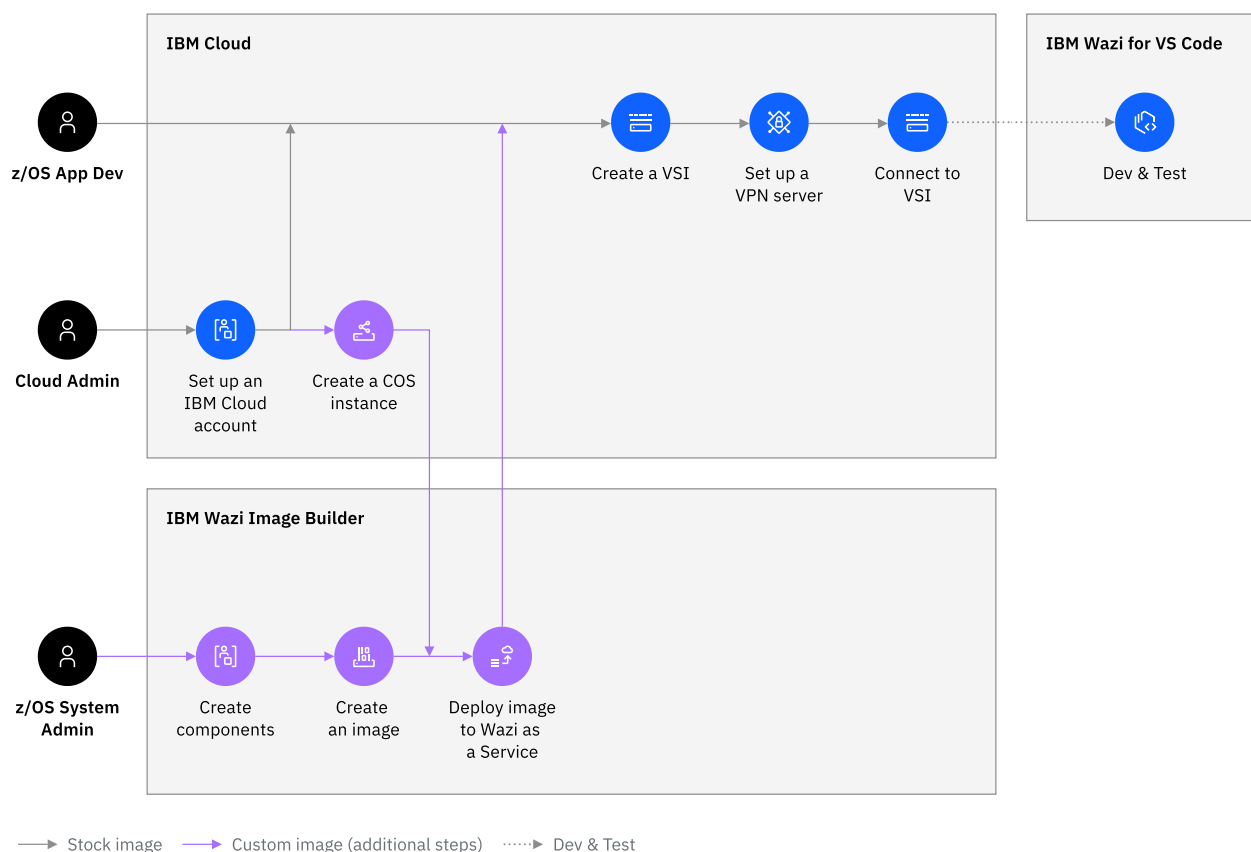 IBM Cloud
IBM Wazi for VS Code
z/OS App Dev
Create a VSI
Set up a
VPN server
Connect to
VSI
Dev & Test
Cloud Admin
Set up an
IBM Cloud
account
Create a COS
instance
IBM Wazi Image Builder
z/OS System
Admin
Create
components
Create
an image
Deploy image
to Wazi as
a Service
Stock image
Custom image (additional steps)
Dev & Test